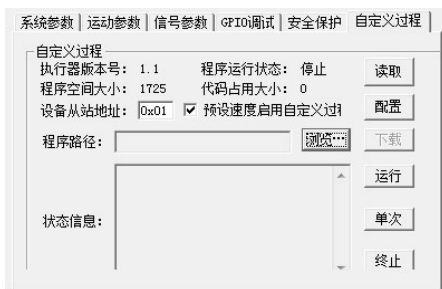 系统参数 运动参数 信号参数 GPIO调试 安全保护 自定义过程
自定义过程
执行器版本号： 1.1 程序运行状态： 停止 读取
程序空间大小： 1725 代码占用大小： 0
设备从站地址： 0x01 预设速度启用自定义过 配置
程序路径： 浏览… 下载
运行
状态信息： 单次
终止